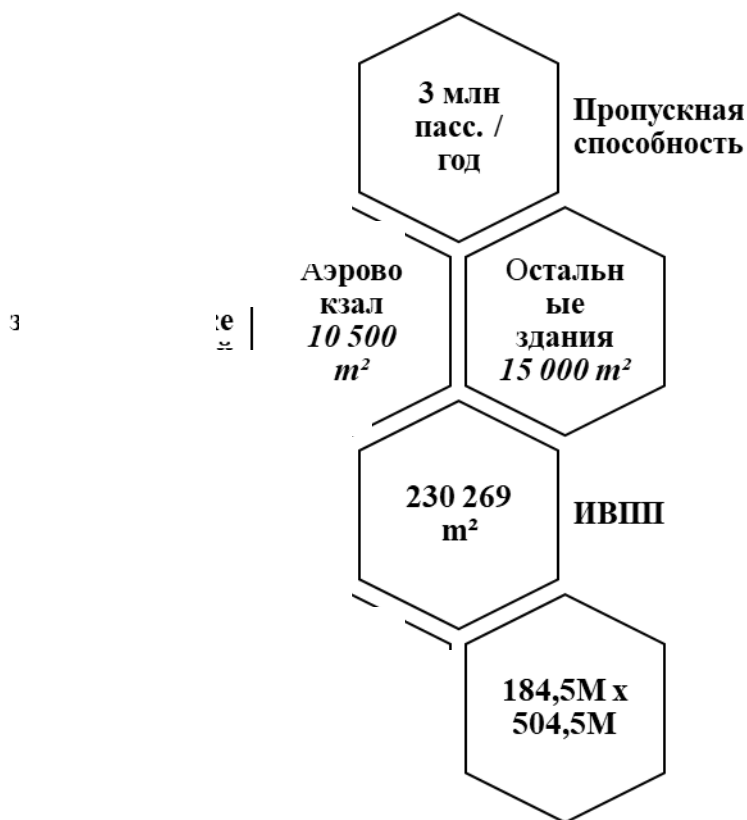 3 млн
пасс. /
год
Пропускная
способность
Аэрово
кзал
10 500
m²
Остальн
ые
здания
15 000 m²
230 269
m²
ИВПП
184,5М x
504,5М